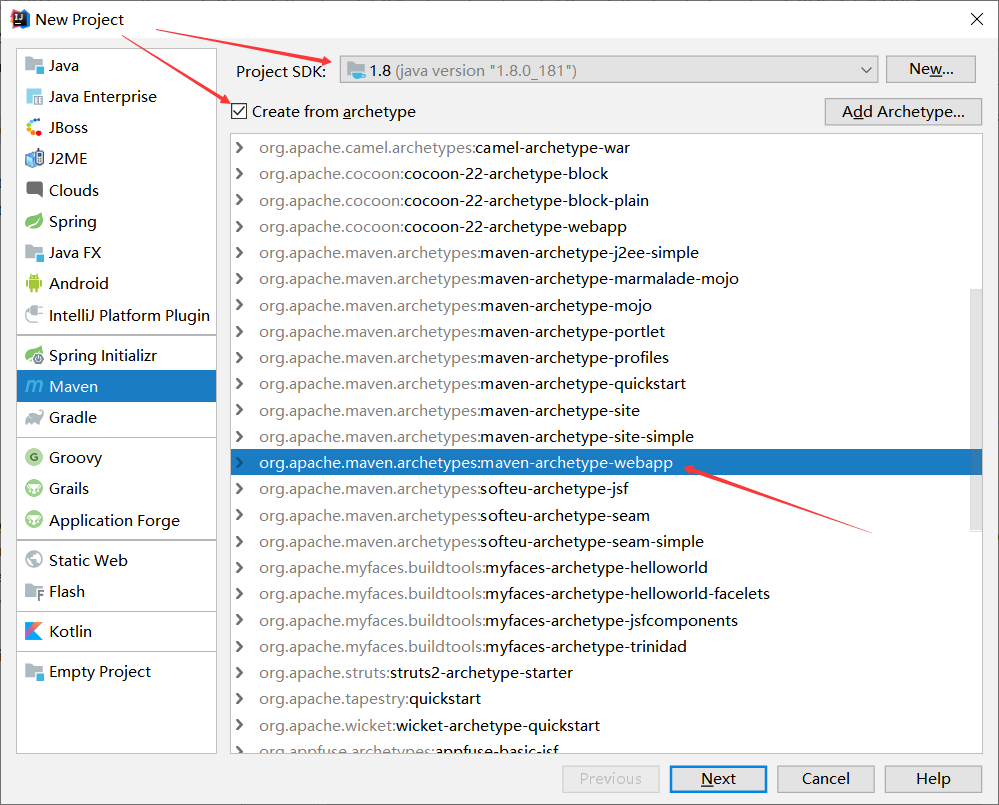 New Project
Java
Java Enterprise
JBoss
J2ME
Clouds
Spring
Java FX
Android
IntelliJ Platform Plugin
Spring Initializr
Maven
Gradle
Groovy
Grails
Application Forge
Static Web
Flash
Kotlin
Empty Project
Project SDK: 1.8 (java version "1.8.0_181") New...
Create from archetype Add Archetype...
org.apache.camel.archetypes:camel-archetype-war
org.apache.cocoon:cocoon-22-archetype-block
org.apache.cocoon:cocoon-22-archetype-block-plain
org.apache.cocoon:cocoon-22-archetype-webapp
org.apache.maven.archetypes:maven-archetype-j2ee-simple
org.apache.maven.archetypes:maven-archetype-marmalade-mojo
org.apache.maven.archetypes:maven-archetype-mojo
org.apache.maven.archetypes:maven-archetype-portlet
org.apache.maven.archetypes:maven-archetype-profiles
org.apache.maven.archetypes:maven-archetype-quickstart
org.apache.maven.archetypes:maven-archetype-site
org.apache.maven.archetypes:maven-archetype-site-simple
org.apache.maven.archetypes:maven-archetype-webapp
org.apache.maven.archetypes:softeu-archetype-jsf
org.apache.maven.archetypes:softeu-archetype-seam
org.apache.maven.archetypes:softeu-archetype-seam-simple
org.apache.myfaces.buildtools:myfaces-archetype-helloworld
org.apache.myfaces.buildtools:myfaces-archetype-helloworld-facelets
org.apache.myfaces.buildtools:myfaces-archetype-jsfcomponents
org.apache.myfaces.buildtools:myfaces-archetype-trinidad
org.apache.struts:struts2-archetype-starter
org.apache.tapestry:quickstart
org.apache.wicket:wicket-archetype-quickstart
org.appfuse.archetypes:appfuse-basic-jsf
Previous Next Cancel Help